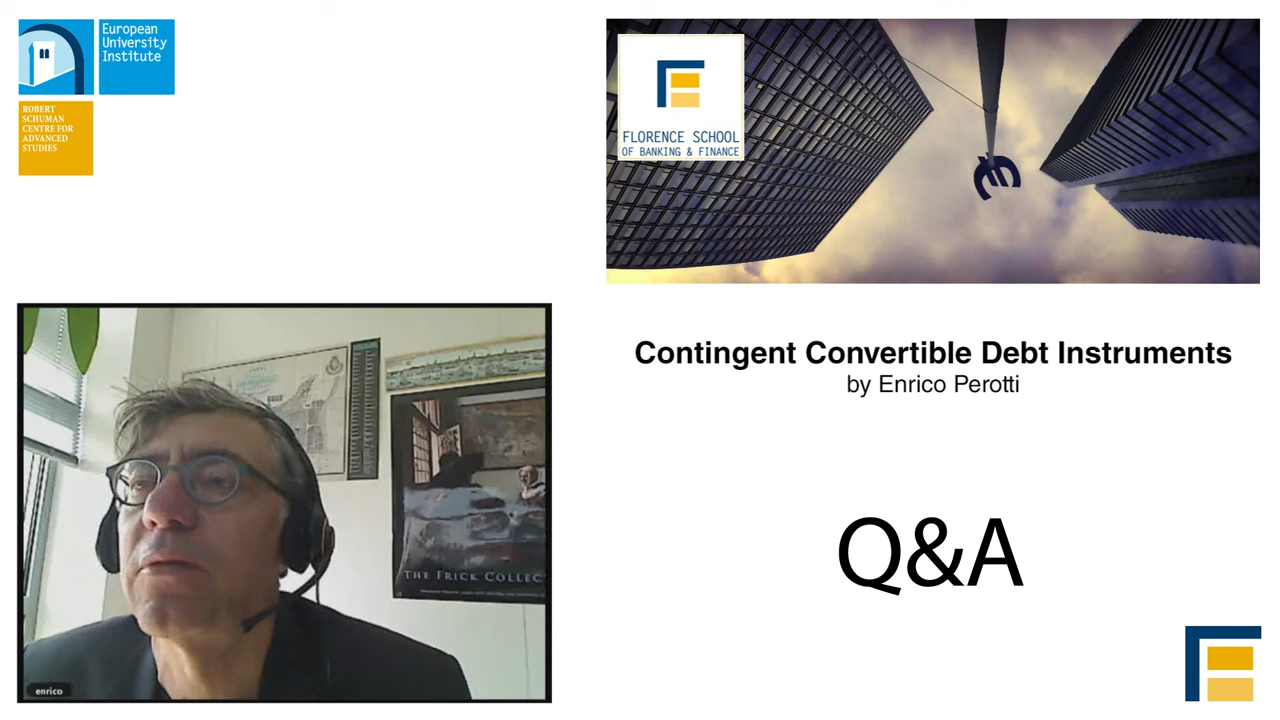 European
University
Institute
ROBERT
SCHUMAN
CENTRE FOR
ADVANCED
STUDIES
FLORENCE SCHOOL
OF BANKING & FINANCE
Contingent Convertible Debt Instruments
by Enrico Perotti
Q&A
THE FRICK COLLEC
enrico